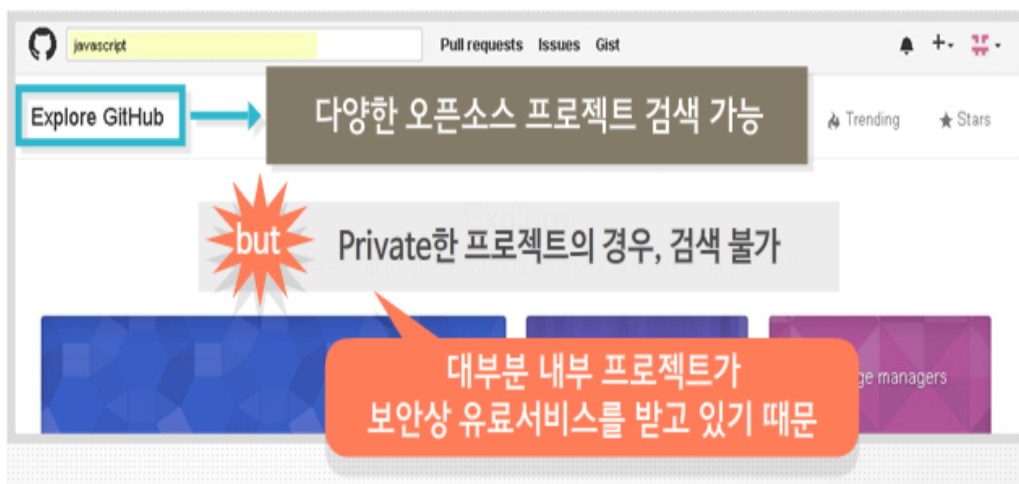 javascript
Pull requests Issues Gist
Explore GitHub
다양한 오픈소스 프로젝트 검색 가능
Trending
Stars
Explore
but
Private한 프로젝트의 경우, 검색 불가
대부분 내부 프로젝트가
보안상 유료서비스를 받고 있기 때문
ge managers